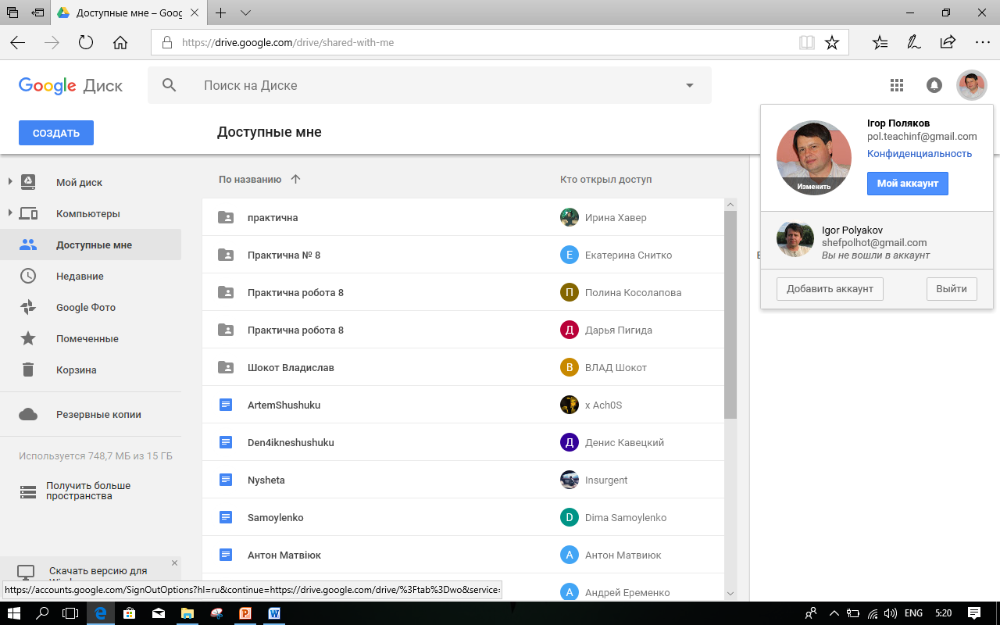 Доступные мне – Goog
https://drive.google.com/drive/shared-with-me
Google Диск
Поиск на Диске
СОЗДАТЬ
Доступные мне
Ігор Поляков
pol.teachinf@gmail.com
Конфиденциальность
Изменить
Мой аккаунт
Igor Polyakov
shefpolhot@gmail.com
Вы не вошли в аккаунт
Добавить аккаунт
Выйти
Мой диск
Компьютеры
Доступные мне
Недавние
Google Фото
Помеченные
Корзина
Резервные копии
Используется 748,7 МБ из 15 ГБ
Получить больше
пространства
Скачать версию для
По названию
Кто открыл доступ
практична
Ирина Хавер
Практична № 8
Е Екатерина Снитко
Практична робота 8
П Полина Косолапова
Практична робота 8
Д Дарья Пигида
Шокот Владислав
В ВЛАД Шокот
ArtemShushuku
x Ach0S
Den4ikneshushuku
Д Денис Кавецкий
Nysheta
Insurgent
Samoylenko
D Dima Samoylenko
Антон Матвіюк
А Антон Матвиюк
А Андрей Еременко
https://accounts.google.com/SignOutOptions?hl=ru&continue=https://drive.google.com/drive/%3Ftab%3Dwo&service=
ENG
5:20